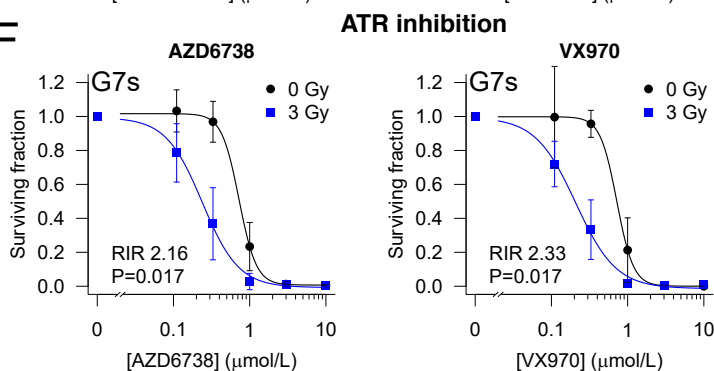 F
ATR inhibition
AZD6738
G7s
0 Gy
3 Gy
1.2
1.0
0.8
0.6
0.4
0.2
0.0
Surviving fraction
RIR 2.16
P=0.017
0 0.1 1 10
[AZD6738] (μmol/L)
VX970
G7s
0 Gy
3 Gy
1.2
1.0
0.8
0.6
0.4
0.2
0.0
Surviving fraction
RIR 2.33
P=0.017
0 0.1 1 10
[VX970] (μmol/L)